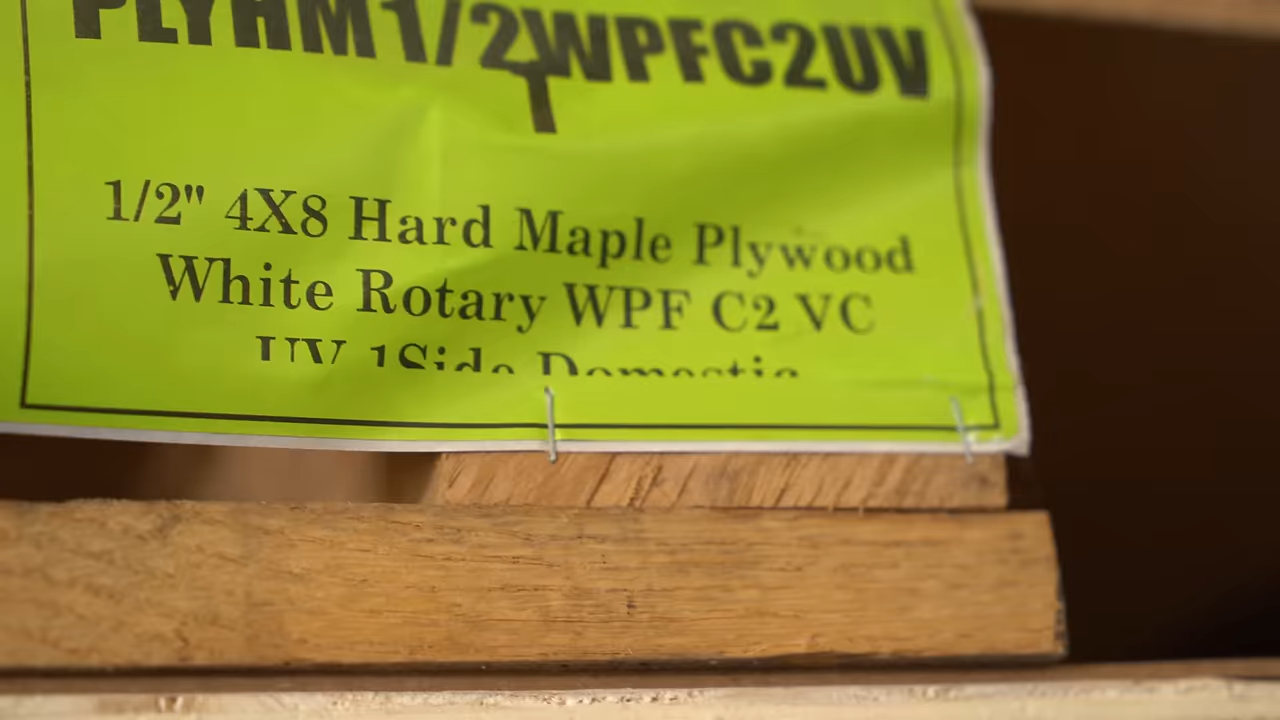 PLYHM1/2WPFC2UV
1/2" 4X8 Hard Maple Plywood
White Rotary WPF C2 VC
UV 1Side Domestic